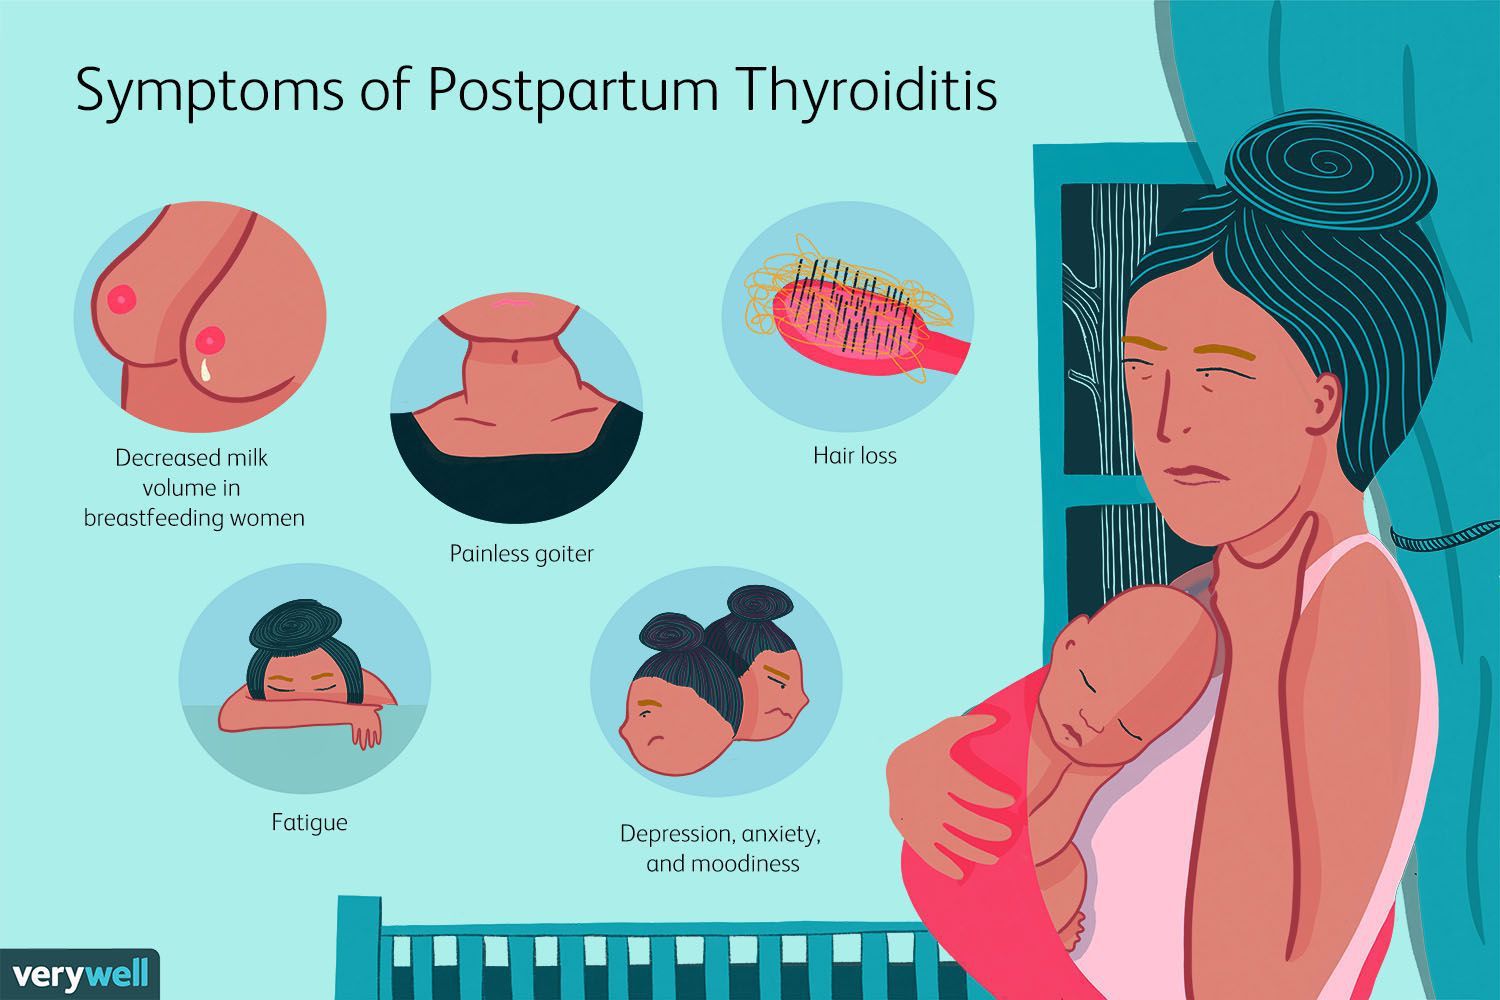 Symptoms of Postpartum Thyroiditis
Decreased milk
volume in
breastfeeding women
Painless goiter
Hair loss
Fatigue
Depression, anxiety,
and moodiness
verywell